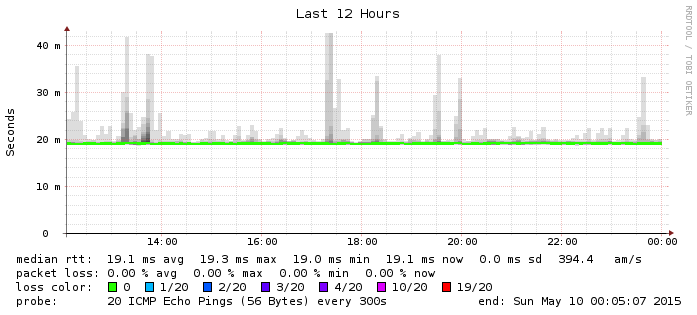 Last 12 Hours
RRDTOOL / TOBI OETIKER
Seconds
40 m
30 m
20 m
10 m
0
14:00 16:00 18:00 20:00 22:00 00:00
median rtt: 19.1 ms avg 19.3 ms max 19.0 ms min 19.1 ms now 0.0 ms sd 394.4 am/s
packet loss: 0.00 % avg 0.00 % max 0.00 % min 0.00 % now
loss color: 0 1/20 2/20 3/20 4/20 10/20 19/20
probe: 20 ICMP Echo Pings (56 Bytes) every 300s end: Sun May 10 00:05:07 2015